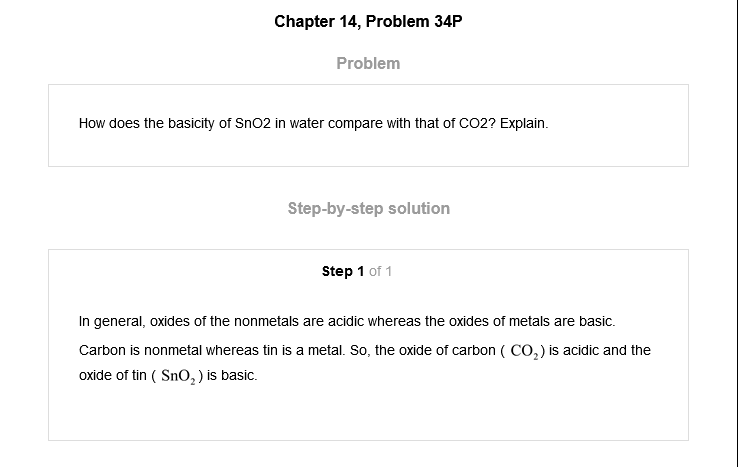 Chapter 14, Problem 34P
Problem
How does the basicity of SnO2 in water compare with that of CO2? Explain.
Step-by-step solution
Step 1 of 1
In general, oxides of the nonmetals are acidic whereas the oxides of metals are basic.
Carbon is nonmetal whereas tin is a metal. So, the oxide of carbon ( CO₂) is acidic and the
oxide of tin ( SnO₂ ) is basic.